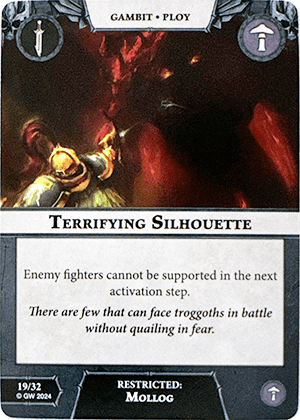 GAMBIT • PLOY
TERRIFYING SILHOUETTE
Enemy fighters cannot be supported in the next
activation step.
There are few that can face troggoths in battle
without quailing in fear.
19/32
© GW 2024
RESTRICTED:
MOLLOG